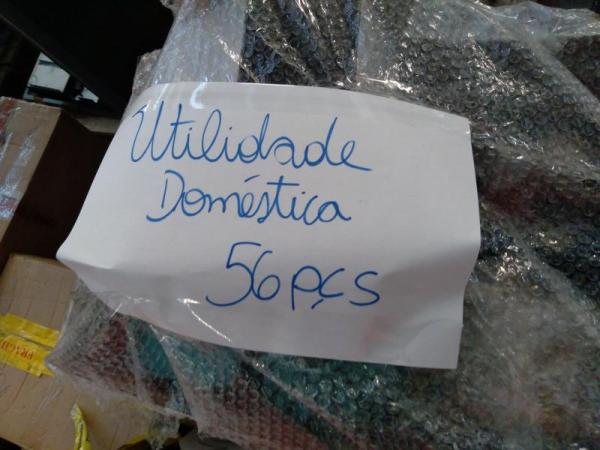 Utilidade
Doméstica
56 pçs